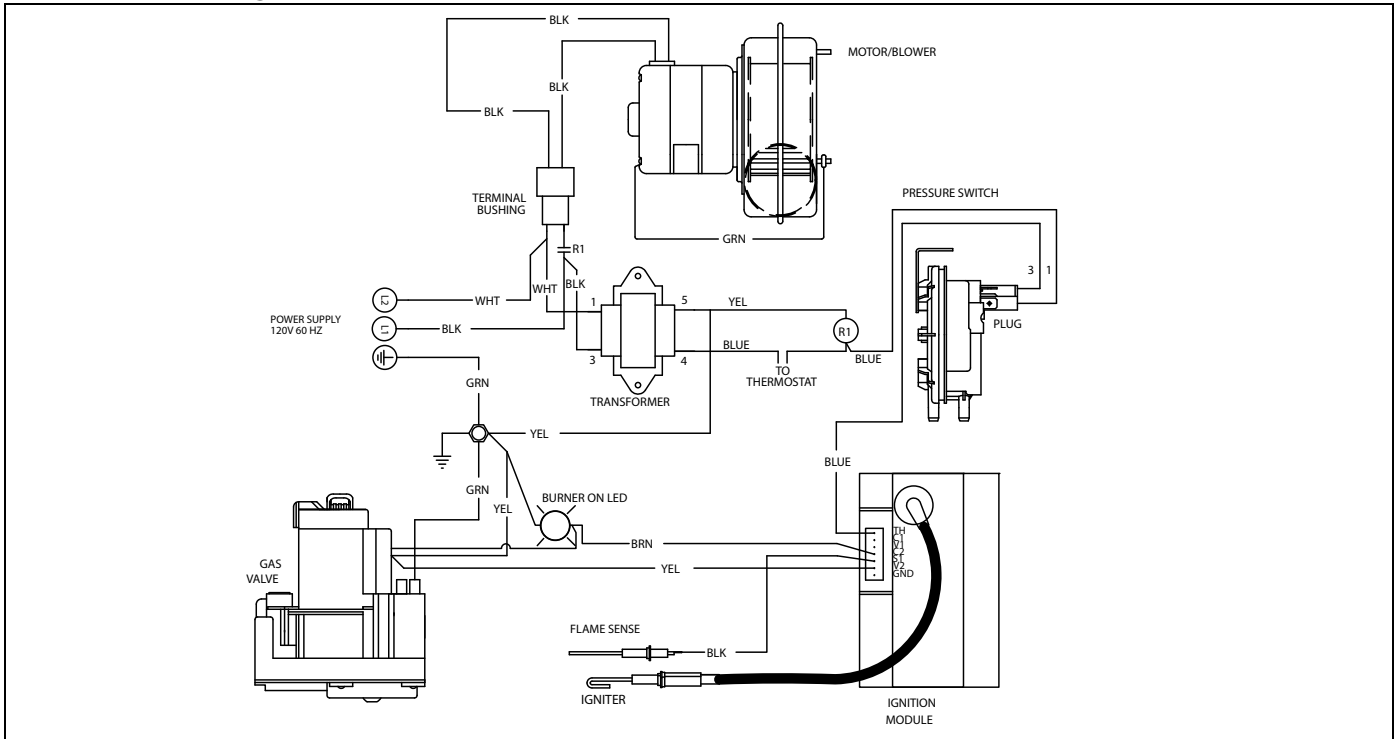 BLK
MOTOR/BLOWER
BLK
BLK
TERMINAL
BUSHING
PRESSURE SWITCH
GRN
R1
3 1
WHT
BLK
WHT
L2
1
5
YEL
POWER SUPPLY
120V 60 HZ
L1
BLK
R1
PLUG
BLUE
BLUE
3
4
TO
THERMOSTAT
GRN
TRANSFORMER
YEL
BLUE
GRN
YEL
BURNER ON LED
TH
C1
V1
C2
S1
V2
GND
BRN
GAS
VALVE
YEL
FLAME SENSE
BLK
IGNITER
IGNITION
MODULE